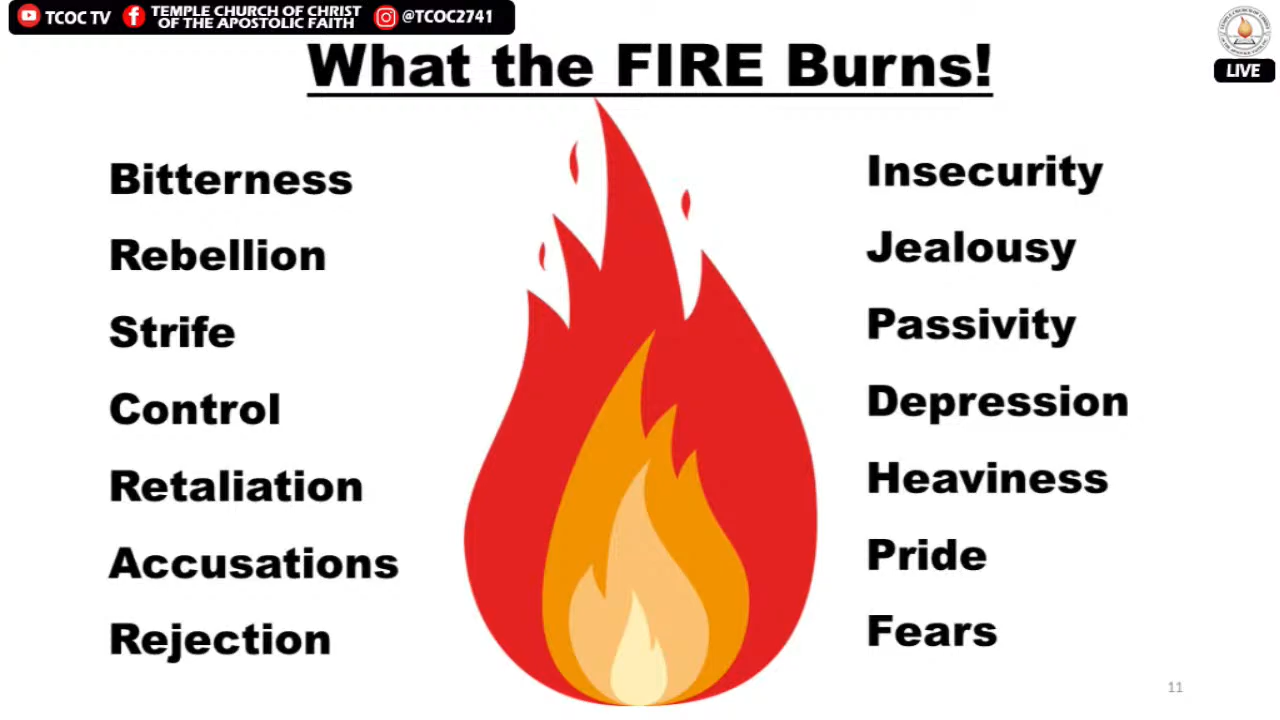 TCOC TV
TEMPLE CHURCH OF CHRIST
OF THE APOSTOLIC FAITH
@TCOC2741
LIVE
What the FIRE Burns!
Bitterness
Rebellion
Strife
Control
Retaliation
Accusations
Rejection
Insecurity
Jealousy
Passivity
Depression
Heaviness
Pride
Fears
11